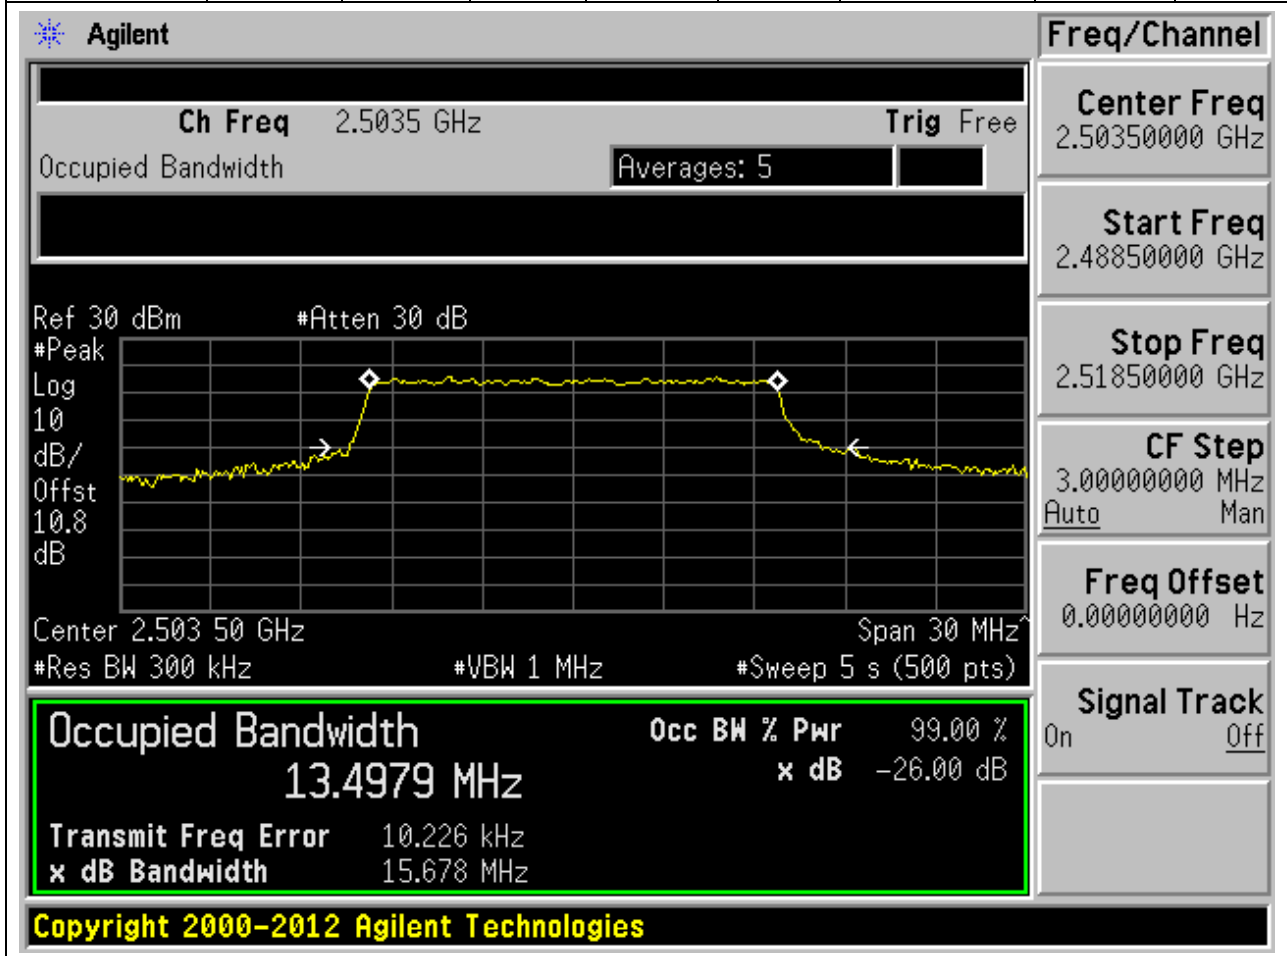 Agilent
Freq/Channel
Ch Freq 2.5035 GHz Trig Free
Occupied Bandwidth Averages: 5
Center Freq
2.50350000 GHz
Start Freq
2.48850000 GHz
Stop Freq
2.51850000 GHz
CF Step
3.00000000 MHz
Auto Man
Freq Offset
0.00000000 Hz
Signal Track
On Off
Ref 30 dBm #Atten 30 dB
#Peak
Log
10
dB/
Offst
10.8
dB
Center 2.503 50 GHz Span 30 MHz^
#Res BW 300 kHz #VBW 1 MHz #Sweep 5 s (500 pts)
Occupied Bandwidth Occ BW % Pwr 99.00 %
13.4979 MHz x dB -26.00 dB
Transmit Freq Error 10.226 kHz
x dB Bandwidth 15.678 MHz
Copyright 2000-2012 Agilent Technologies